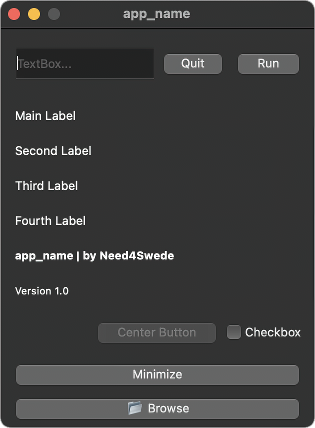 app_name
TextBox... Quit Run
Main Label
Second Label
Third Label
Fourth Label
app_name | by Need4Swede
Version 1.0
Center Button Checkbox
Minimize
Browse